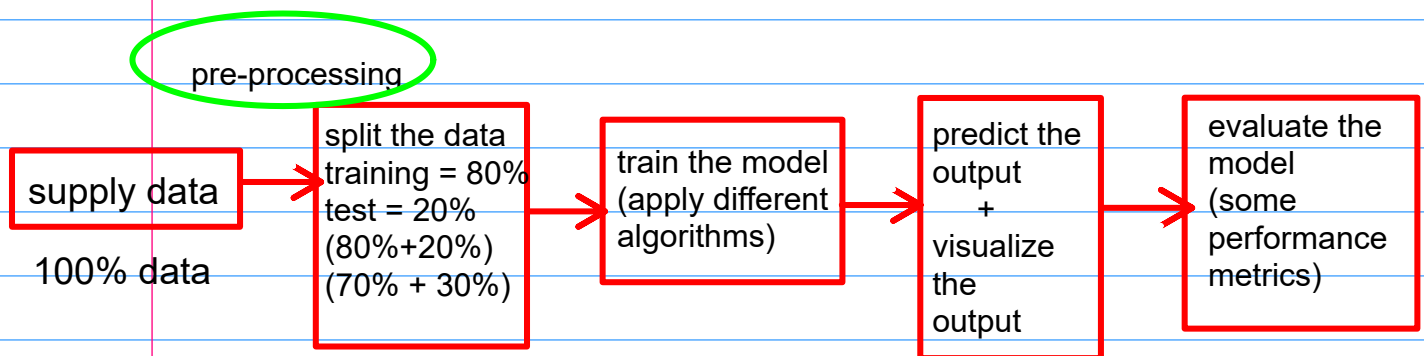 pre-processing
supply data
100% data
split the data
training = 80%
test = 20%
(80%+20%)
(70% + 30%)
train the model
(apply different
algorithms)
predict the
output
+
visualize
the
output
evaluate the
model
(some
performance
metrics)